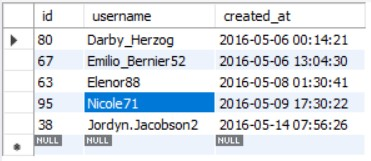 id username created_at
80 Darby_Herzog 2016-05-06 00:14:21
67 Emilio_Bernier52 2016-05-06 13:04:30
63 Elenor88 2016-05-08 01:30:41
95 Nicole71 2016-05-09 17:30:22
38 Jordyn.Jacobson2 2016-05-14 07:56:26
NULL NULL NULL